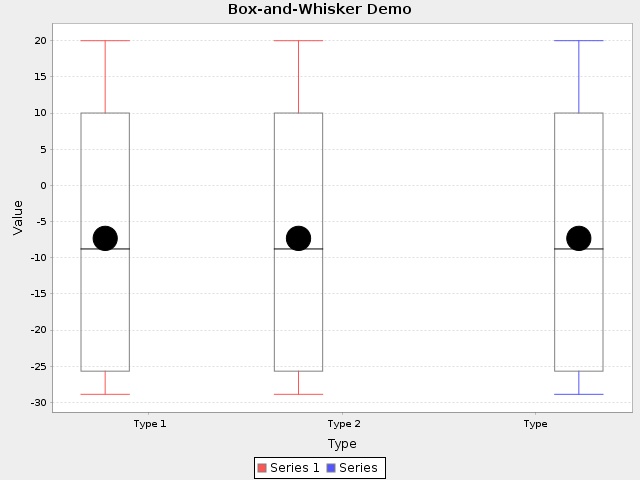 Box-and-Whisker Demo
20
15
10
5
0
-5
-10
-15
-20
-25
-30
Value
Type 1 Type 2 Type
Type
Series 1 Series